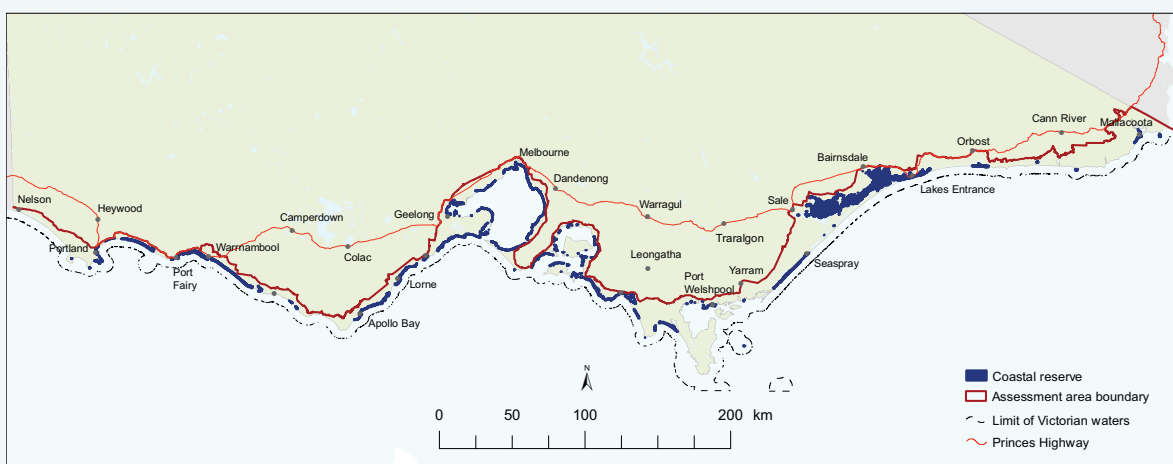 Nelson
Heywood
Portland
Port
Fairy
Warrnambool
Camperdown
Colac
Apollo Bay
Lorne
Geelong
Melbourne
Dandenong
Warragul
Traralgon
Leongatha
Port
Welshpool
Yarram
Sale
Seaspray
Bairnsdale
Lakes Entrance
Orbost
Cann River
Mallacoota
N
0 50 100 200 km
Coastal reserve
Assessment area boundary
Limit of Victorian waters
Princes Highway